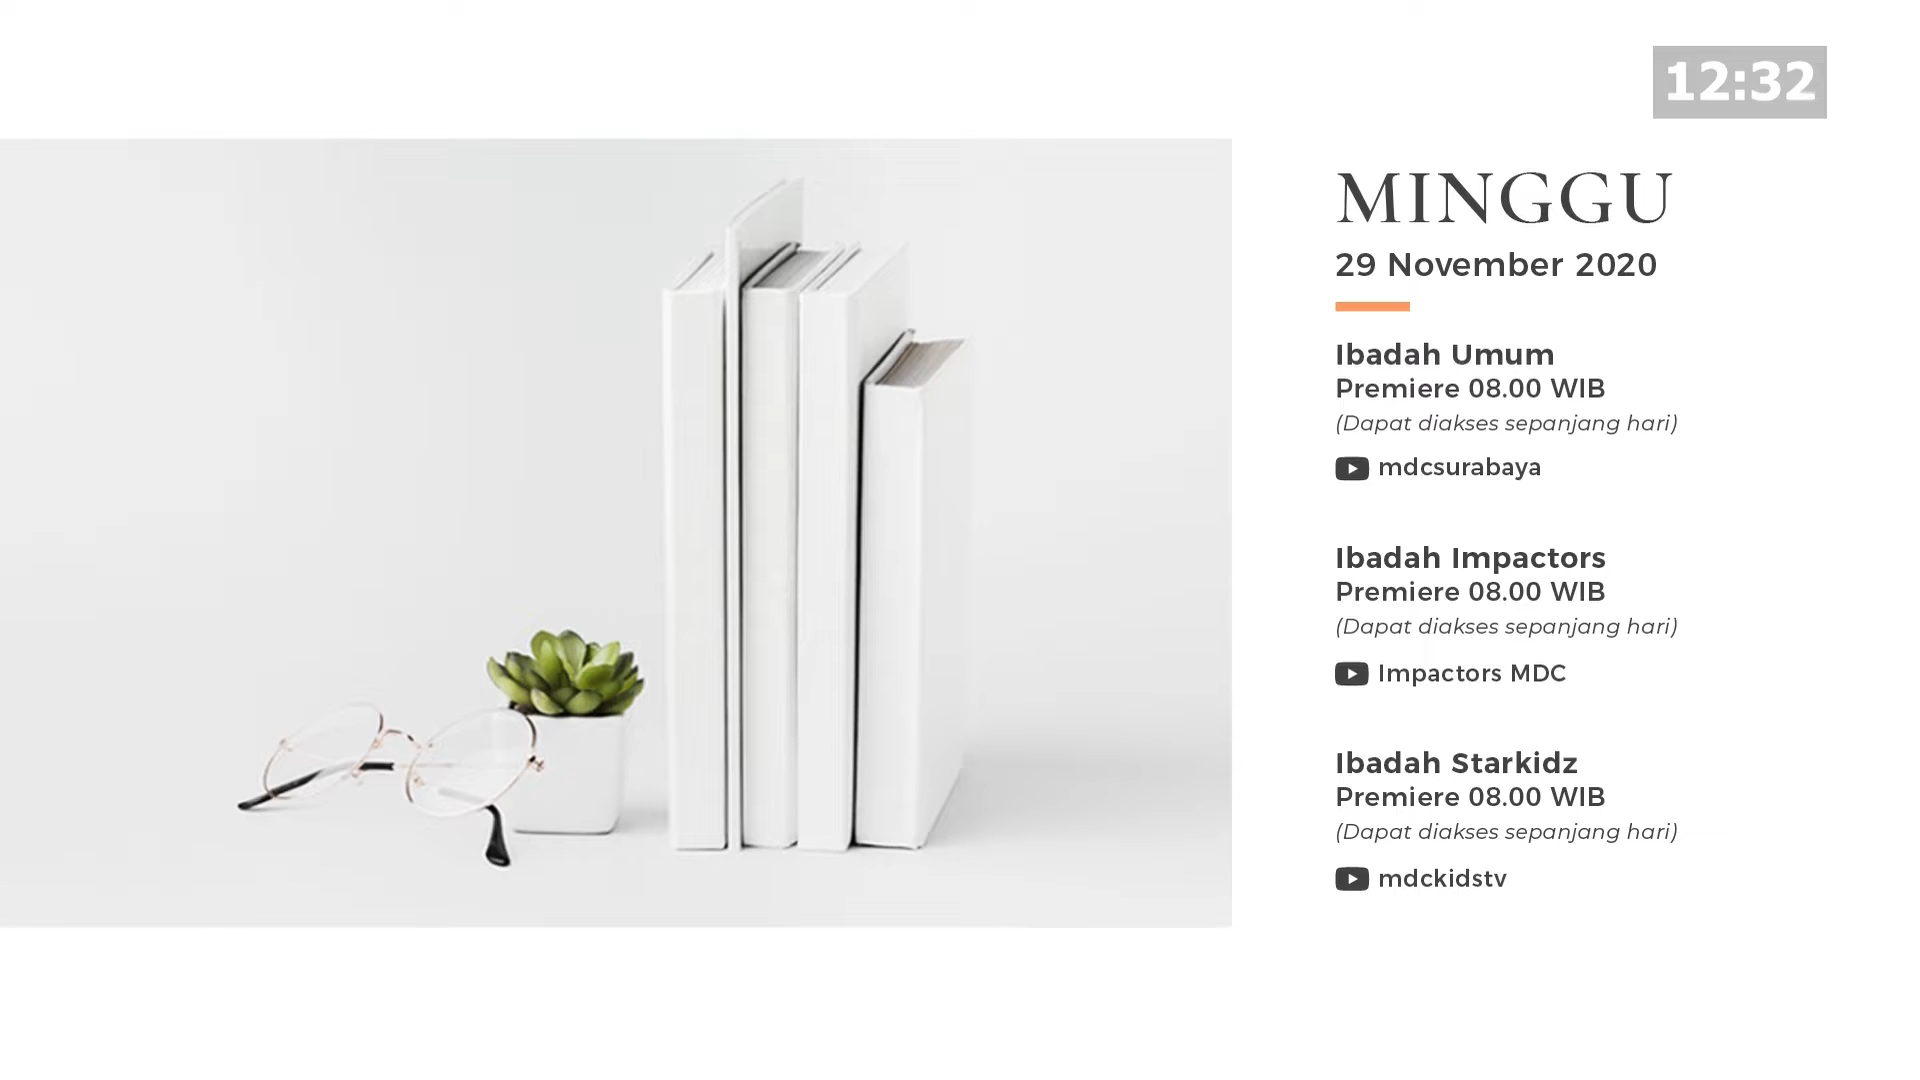 12:32
MINGGU
29 November 2020
Ibadah Umum
Premiere 08.00 WIB
(Dapat diakses sepanjang hari)
mdcsurabaya
Ibadah Impactors
Premiere 08.00 WIB
(Dapat diakses sepanjang hari)
Impactors MDC
Ibadah Starkidz
Premiere 08.00 WIB
(Dapat diakses sepanjang hari)
mdckidstv